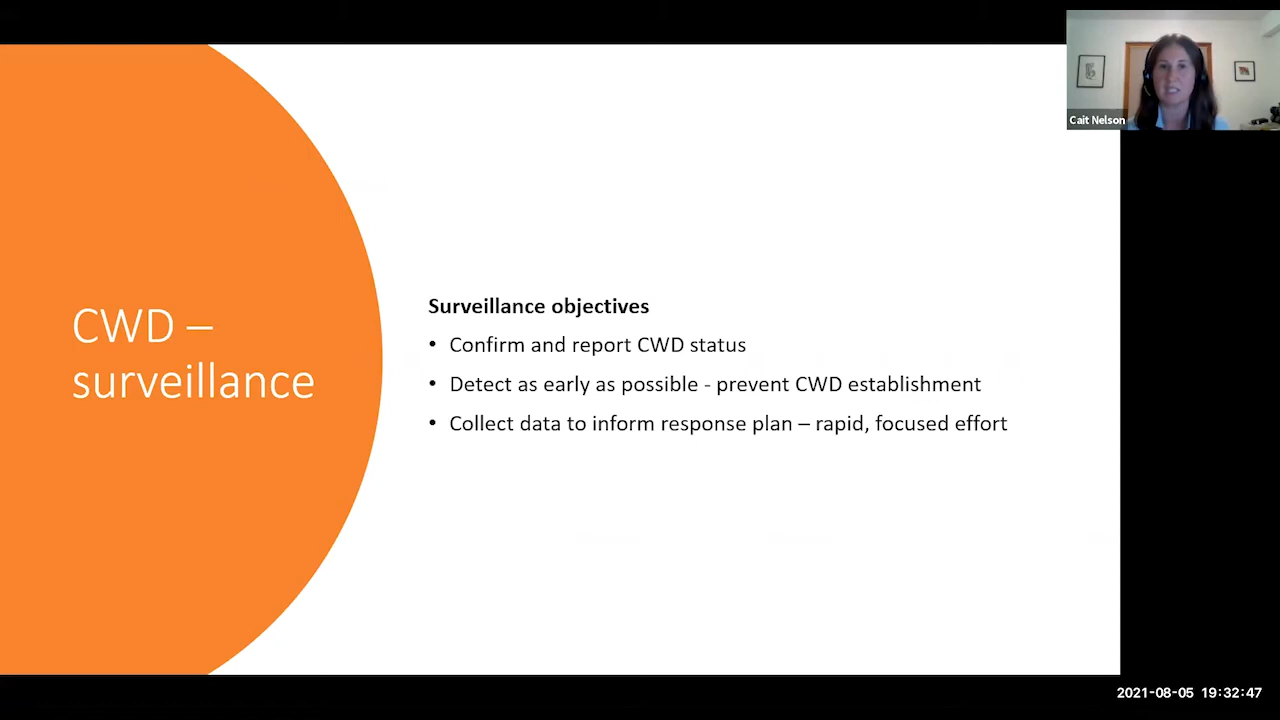 CWD –
surveillance
Surveillance objectives
• Confirm and report CWD status
• Detect as early as possible - prevent CWD establishment
• Collect data to inform response plan – rapid, focused effort
Cait Nelson
2021-08-05 19:32:47